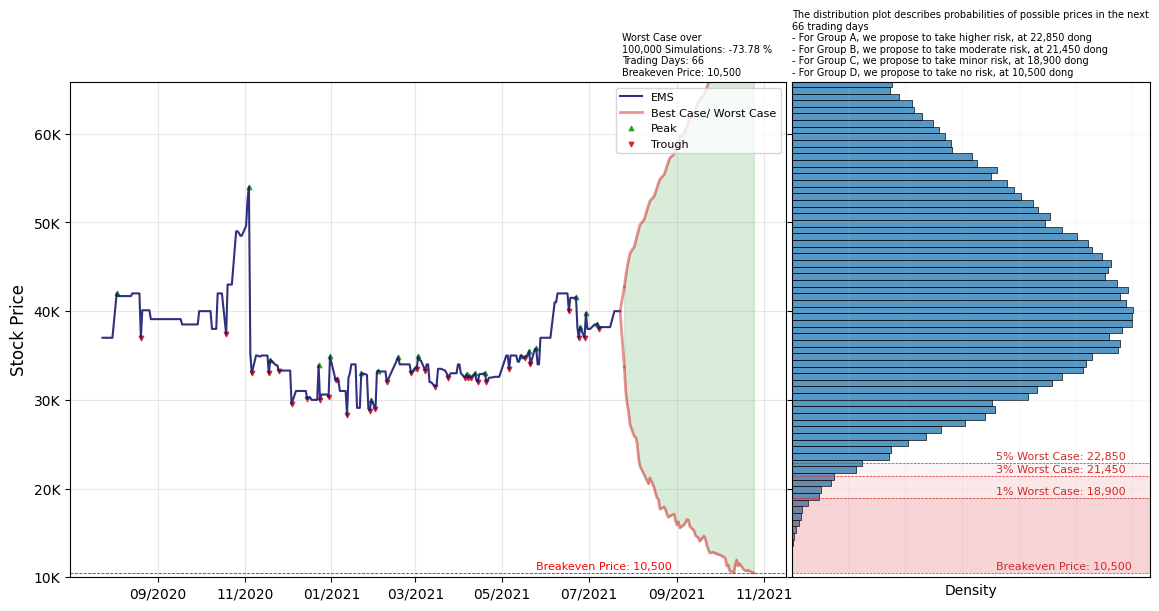 The distribution plot describes probabilities of possible prices in the next
66 trading days
- For Group A, we propose to take higher risk, at 22,850 dong
- For Group B, we propose to take moderate risk, at 21,450 dong
- For Group C, we propose to take minor risk, at 18,900 dong
- For Group D, we propose to take no risk, at 10,500 dong
Worst Case over
100,000 Simulations: -73.78 %
Trading Days: 66
Breakeven Price: 10,500
EMS
Best Case/ Worst Case
Peak
Trough
Stock Price
60K
50K
40K
30K
20K
10K
5% Worst Case: 22,850
3% Worst Case: 21,450
1% Worst Case: 18,900
Breakeven Price: 10,500
Breakeven Price: 10,500
09/2020
11/2020
01/2021
03/2021
05/2021
07/2021
09/2021
11/2021
Density